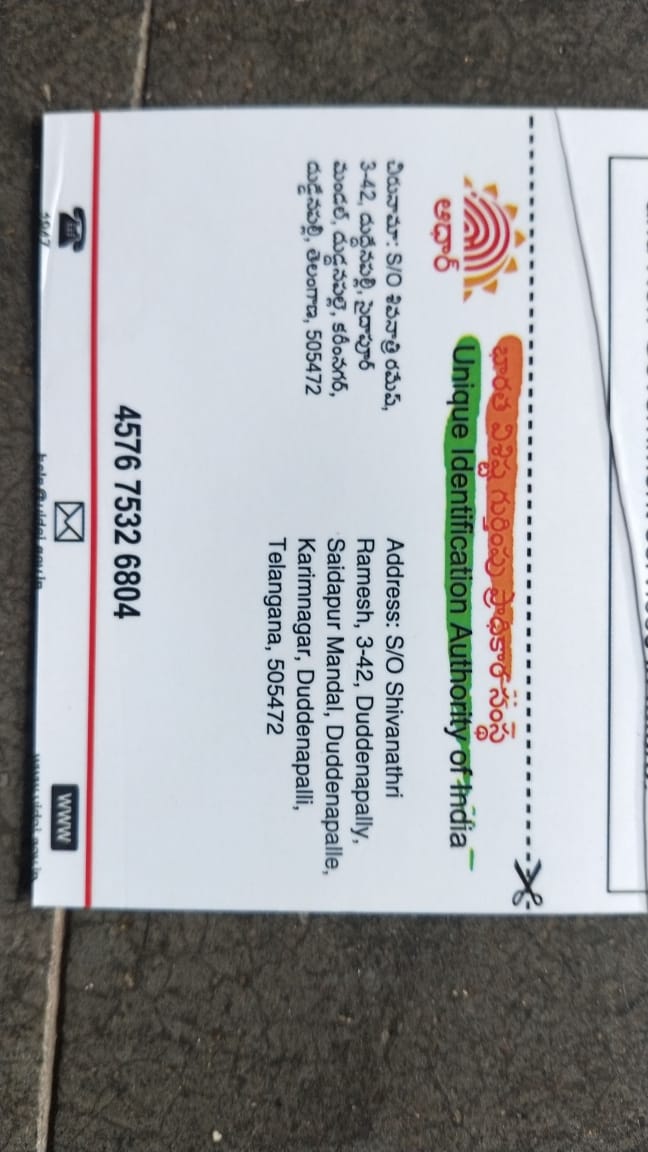 ఆధార్
భారత విశిష్ట గుర్తింపు ప్రాధికార సంస్థ
Unique Identification Authority of India
చిరునామా: S/O శివనాత్రి రమేష్,
3-42, దుద్దెనపల్లి, సైదాపూర్
మండల్, దుద్దెనపల్లె, కరీంనగర్,
దుద్దెనపల్లి, తెలంగాణ, 505472
Address: S/O Shivanathri
Ramesh, 3-42, Duddenapally,
Saidapur Mandal, Duddenapalle,
Karimnagar, Duddenapalli,
Telangana, 505472
4576 7532 6804
1947
help@uidai.gov.in
WWW
www.uidai.gov.in